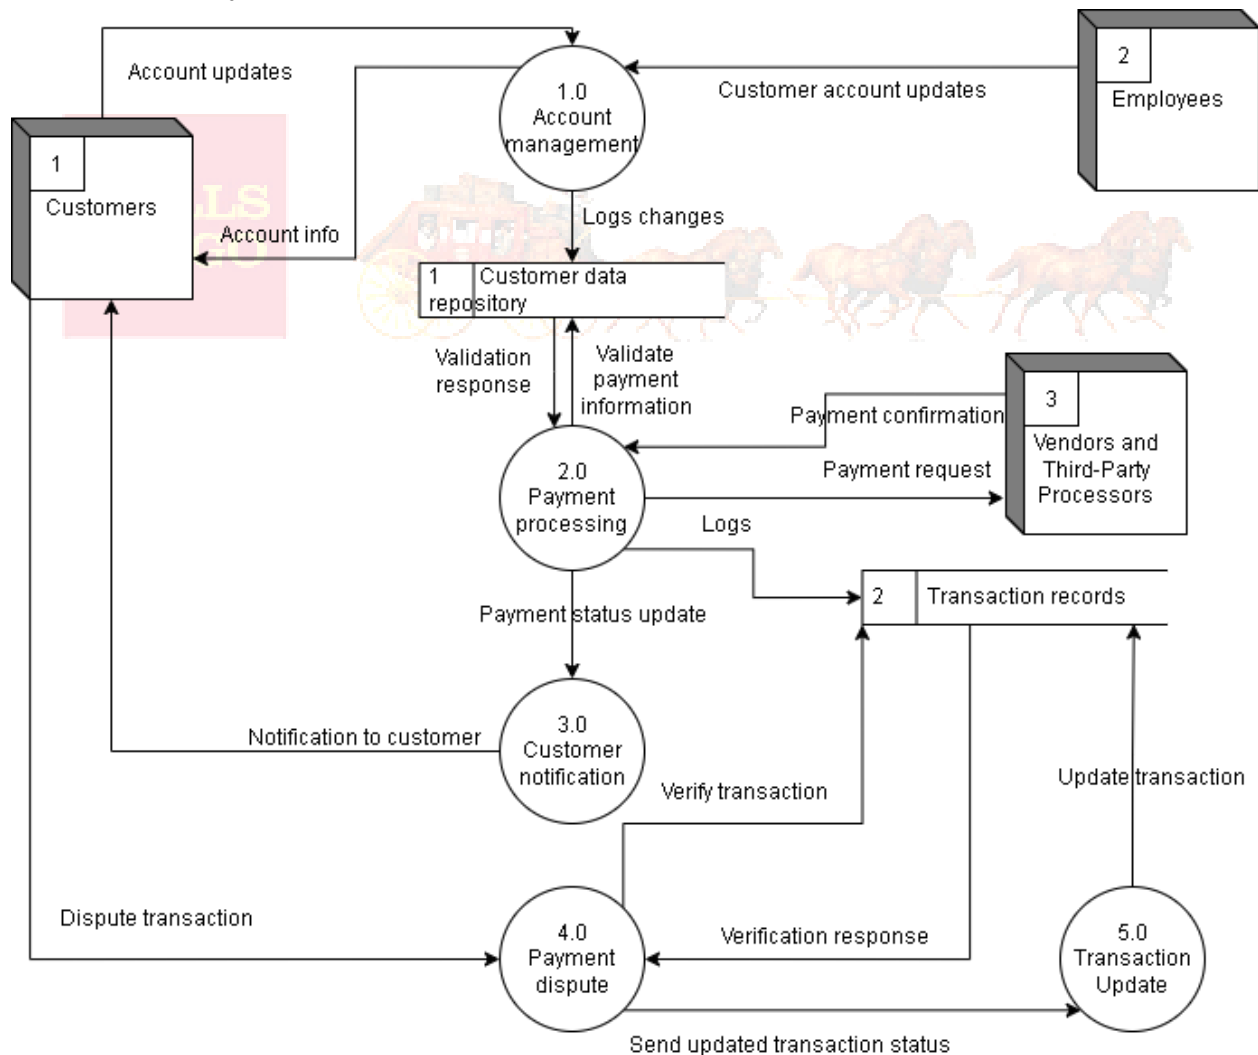 Account updates
1.0
Account
management
Customer account updates
2
Employees
1
Customers
LLS
GO
Account info
Logs changes
1 Customer data
repository
Validation
response
Validate
payment
information
Payment confirmation
3
Vendors and
Third-Party
Processors
2.0
Payment
processing
Payment request
Logs
2 Transaction records
Payment status update
3.0
Customer
notification
Notification to customer
Verify transaction
Update transaction
Dispute transaction
4.0
Payment
dispute
Verification response
5.0
Transaction
Update
Send updated transaction status